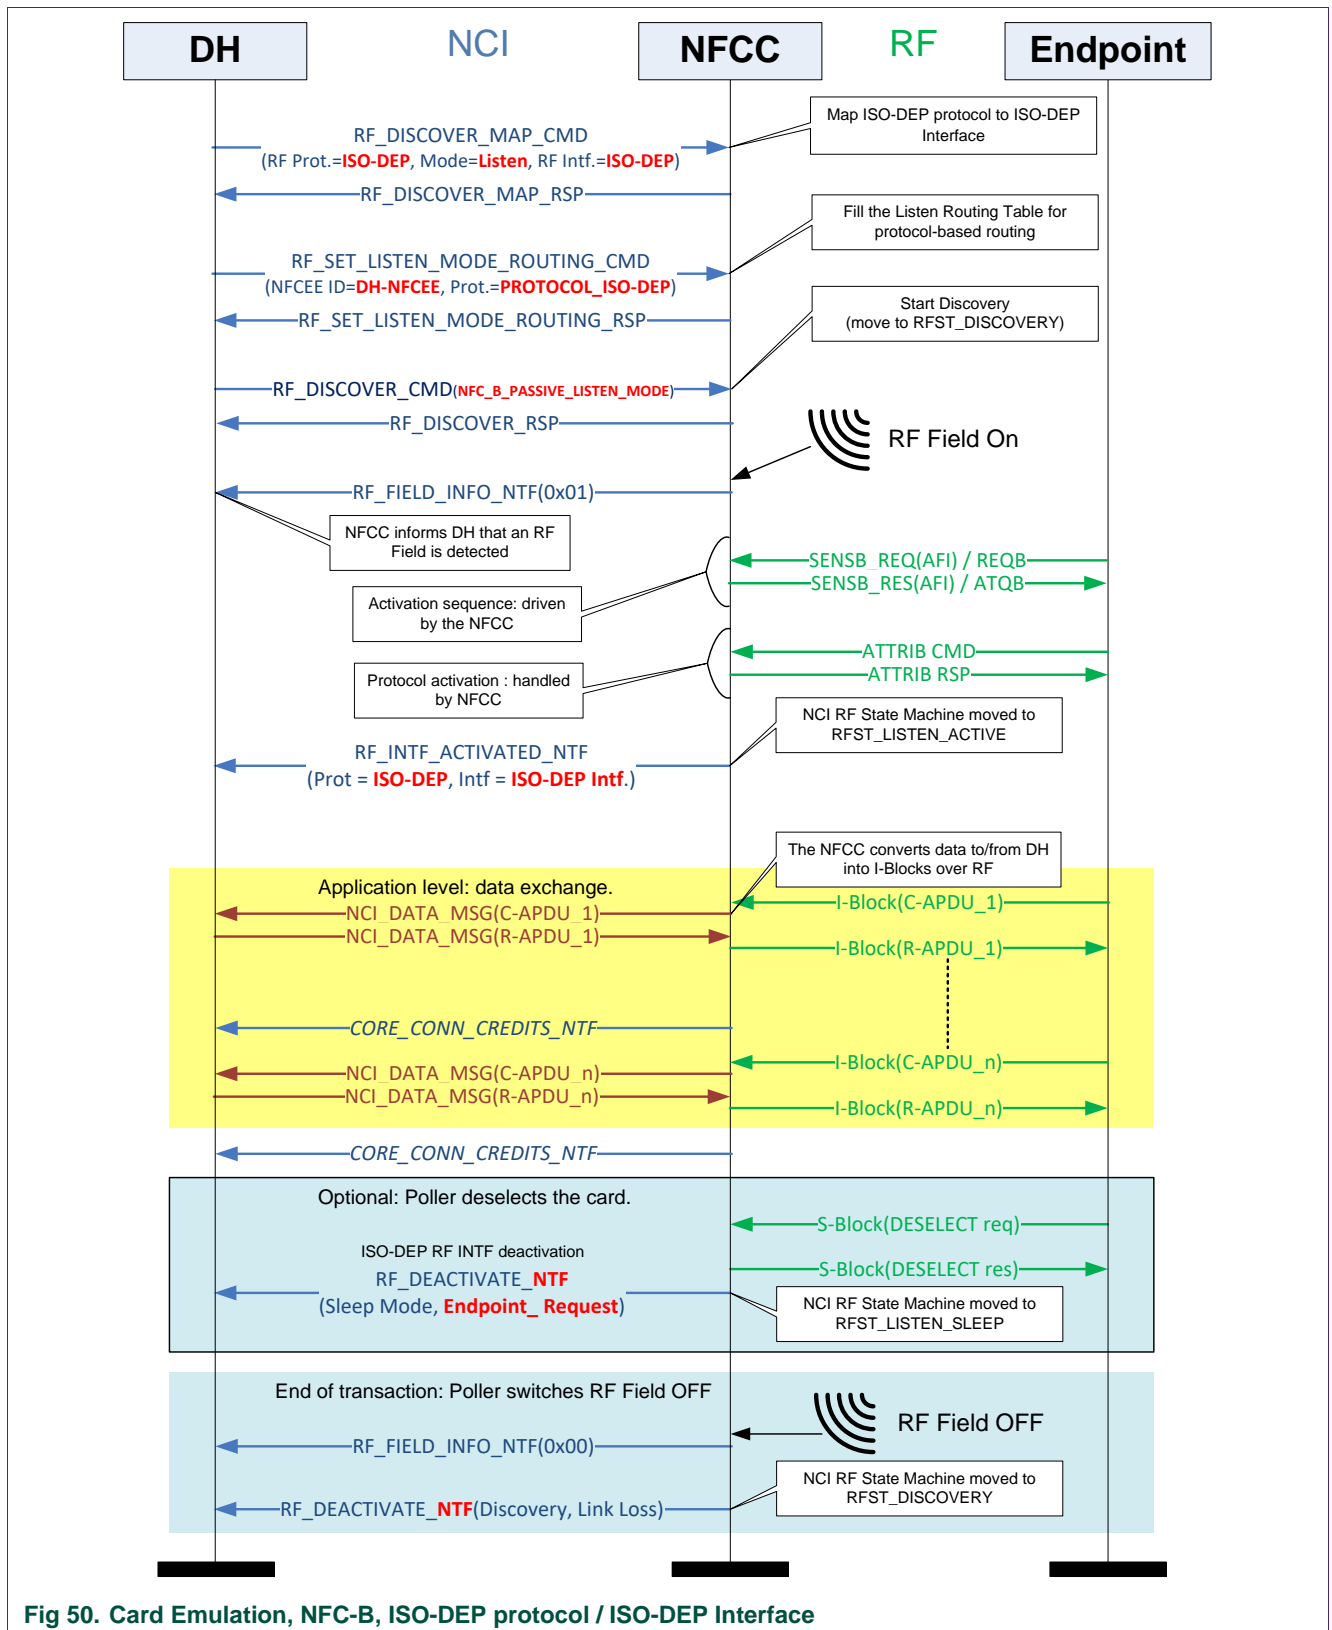 DH
NCI
NFCC
RF
Endpoint
Map ISO-DEP protocol to ISO-DEP
Interface
RF_DISCOVER_MAP_CMD
(RF Prot.=ISO-DEP, Mode=Listen, RF Intf.=ISO-DEP)
RF_DISCOVER_MAP_RSP
Fill the Listen Routing Table for
protocol-based routing
RF_SET_LISTEN_MODE_ROUTING_CMD
(NFCEE ID=DH-NFCEE, Prot.=PROTOCOL_ISO-DEP)
RF_SET_LISTEN_MODE_ROUTING_RSP
Start Discovery
(move to RFST_DISCOVERY)
RF_DISCOVER_CMD(NFC_B_PASSIVE_LISTEN_MODE)
RF_DISCOVER_RSP
RF Field On
RF_FIELD_INFO_NTF(0x01)
NFCC informs DH that an RF
Field is detected
SENSB_REQ(AFI) / REQB
SENSB_RES(AFI) / ATQB
Activation sequence: driven
by the NFCC
ATTRIB CMD
ATTRIB RSP
Protocol activation : handled
by NFCC
NCI RF State Machine moved to
RFST_LISTEN_ACTIVE
RF_INTF_ACTIVATED_NTF
(Prot = ISO-DEP, Intf = ISO-DEP Intf.)
The NFCC converts data to/from DH
into I-Blocks over RF
Application level: data exchange.
I-Block(C-APDU_1)
NCI_DATA_MSG(C-APDU_1)
NCI_DATA_MSG(R-APDU_1)
I-Block(R-APDU_1)
CORE_CONN_CREDITS_NTF
I-Block(C-APDU_n)
NCI_DATA_MSG(C-APDU_n)
NCI_DATA_MSG(R-APDU_n)
I-Block(R-APDU_n)
CORE_CONN_CREDITS_NTF
Optional: Poller deselects the card.
S-Block(DESELECT req)
ISO-DEP RF INTF deactivation
S-Block(DESELECT res)
RF_DEACTIVATE_NTF
(Sleep Mode, Endpoint_ Request)
NCI RF State Machine moved to
RFST_LISTEN_SLEEP
End of transaction: Poller switches RF Field OFF
RF Field OFF
RF_FIELD_INFO_NTF(0x00)
NCI RF State Machine moved to
RFST_DISCOVERY
RF_DEACTIVATE_NTF(Discovery, Link Loss)
Fig 50. Card Emulation, NFC-B, ISO-DEP protocol / ISO-DEP Interface